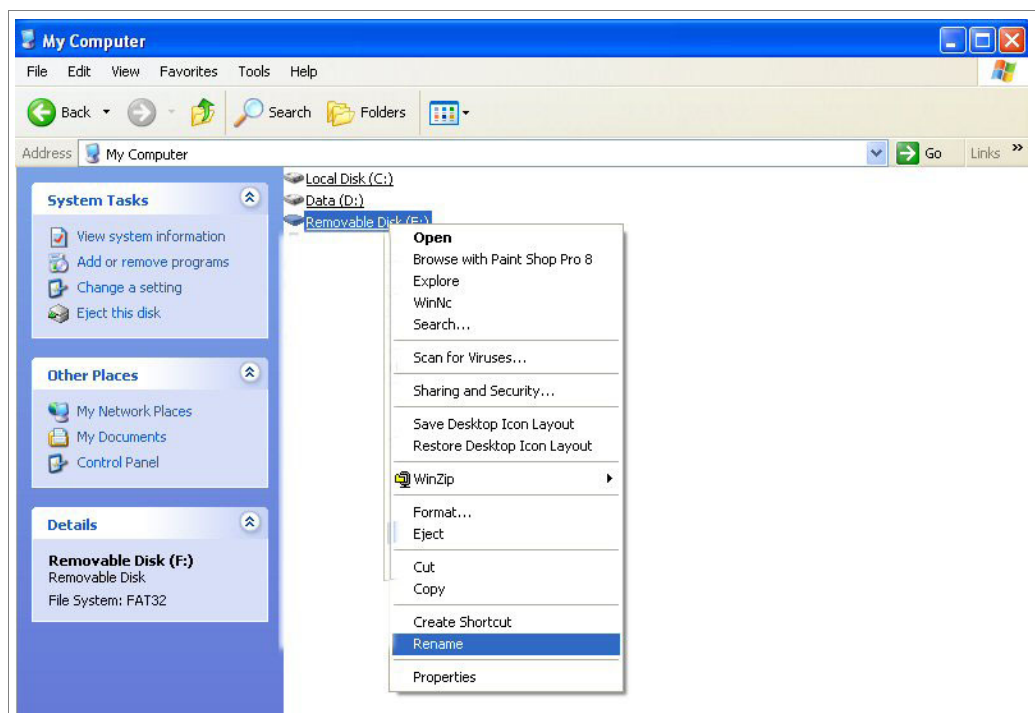 My Computer
File Edit View Favorites Tools Help
Back Search Folders
Address My Computer Go Links »
System Tasks
View system information
Add or remove programs
Change a setting
Eject this disk
Other Places
My Network Places
My Documents
Control Panel
Details
Removable Disk (F:)
Removable Disk
File System: FAT32
Local Disk (C:)
Data (D:)
Removable Disk (F:)
Open
Browse with Paint Shop Pro 8
Explore
WinNc
Search...
Scan for Viruses...
Sharing and Security...
Save Desktop Icon Layout
Restore Desktop Icon Layout
WinZip
Format...
Eject
Cut
Copy
Create Shortcut
Rename
Properties